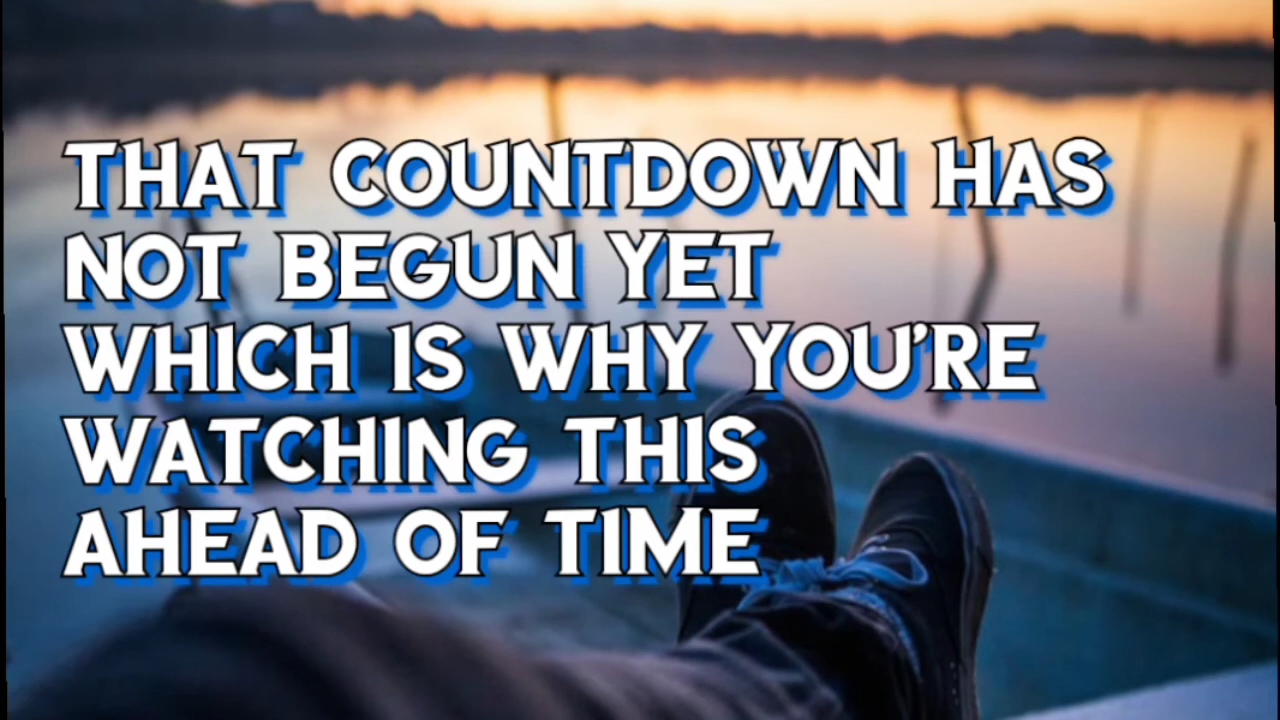 THAT COUNTDOWN HAS
NOT BEGUN YET
WHICH IS WHY YOU'RE
WATCHING THIS
AHEAD OF TIME